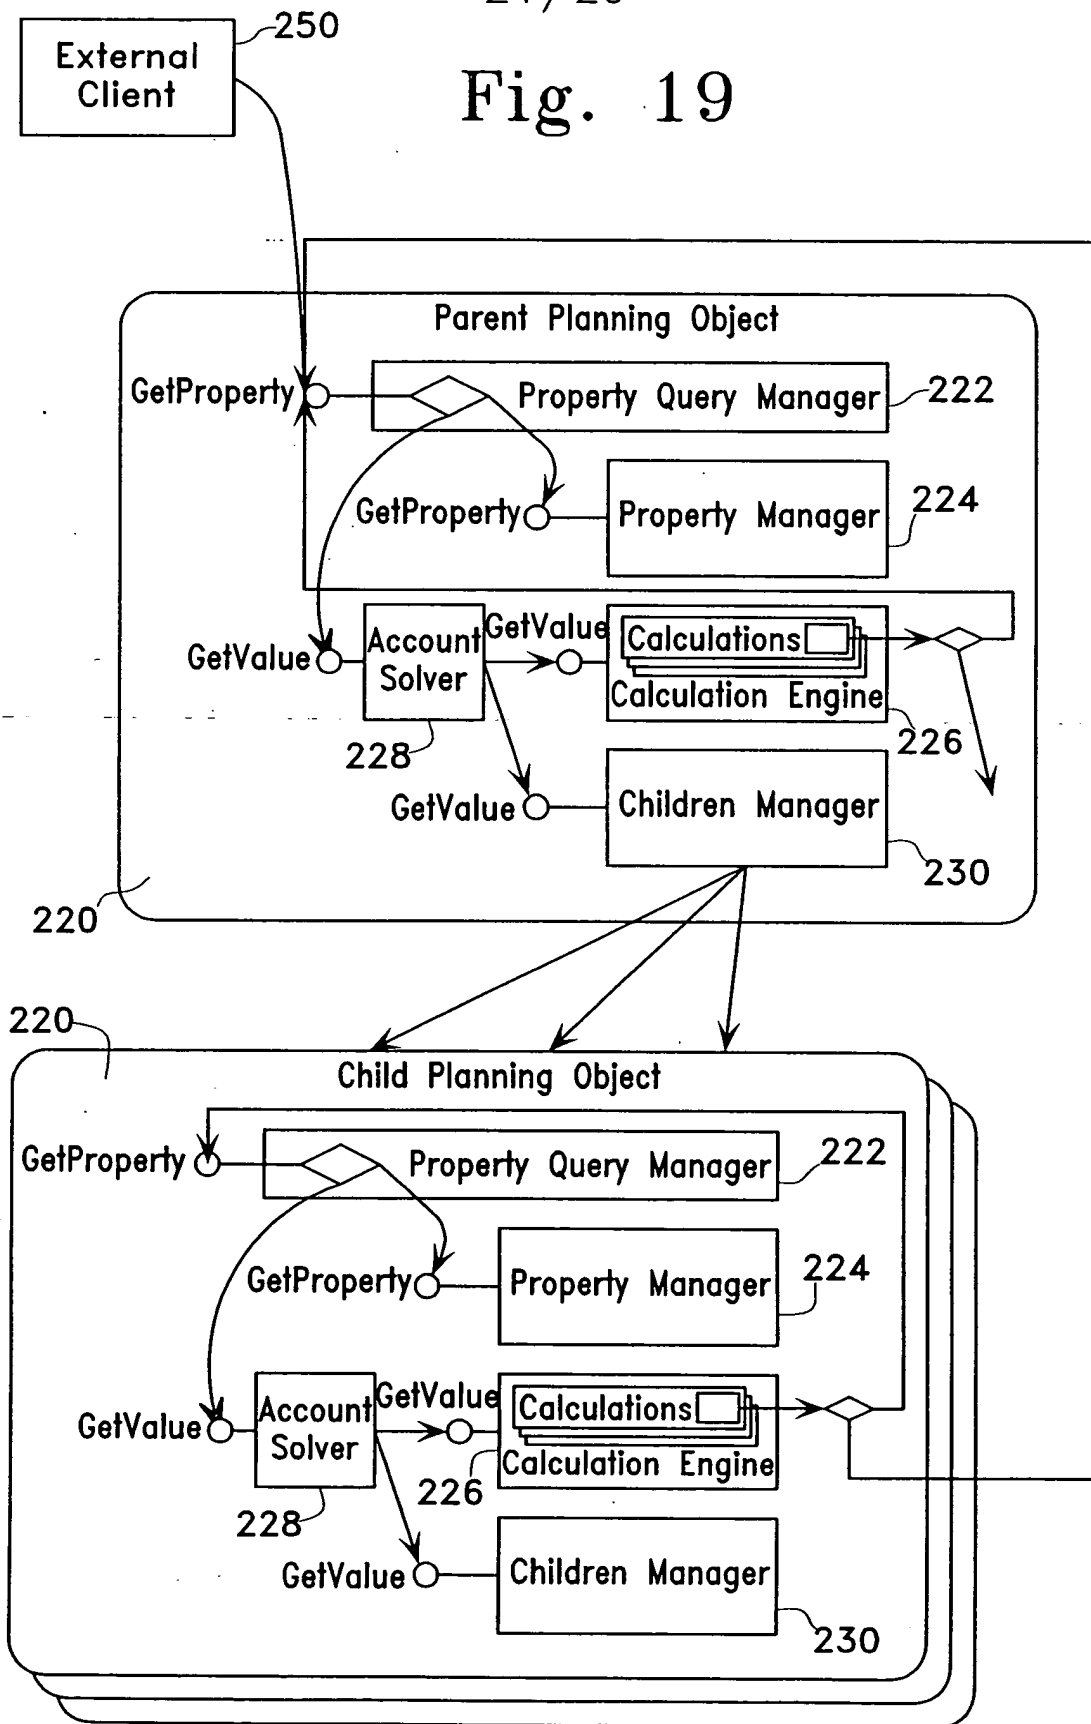 250
External
Client
Fig. 19
Parent Planning Object
GetProperty
Property Query Manager
222
GetProperty
Property Manager
224
GetValue
Account
Solver
GetValue
Calculations
Calculation Engine
228
226
GetValue
Children Manager
230
220
220
Child Planning Object
GetProperty
Property Query Manager
222
GetProperty
Property Manager
224
GetValue
Account
Solver
GetValue
Calculations
Calculation Engine
226
228
GetValue
Children Manager
230